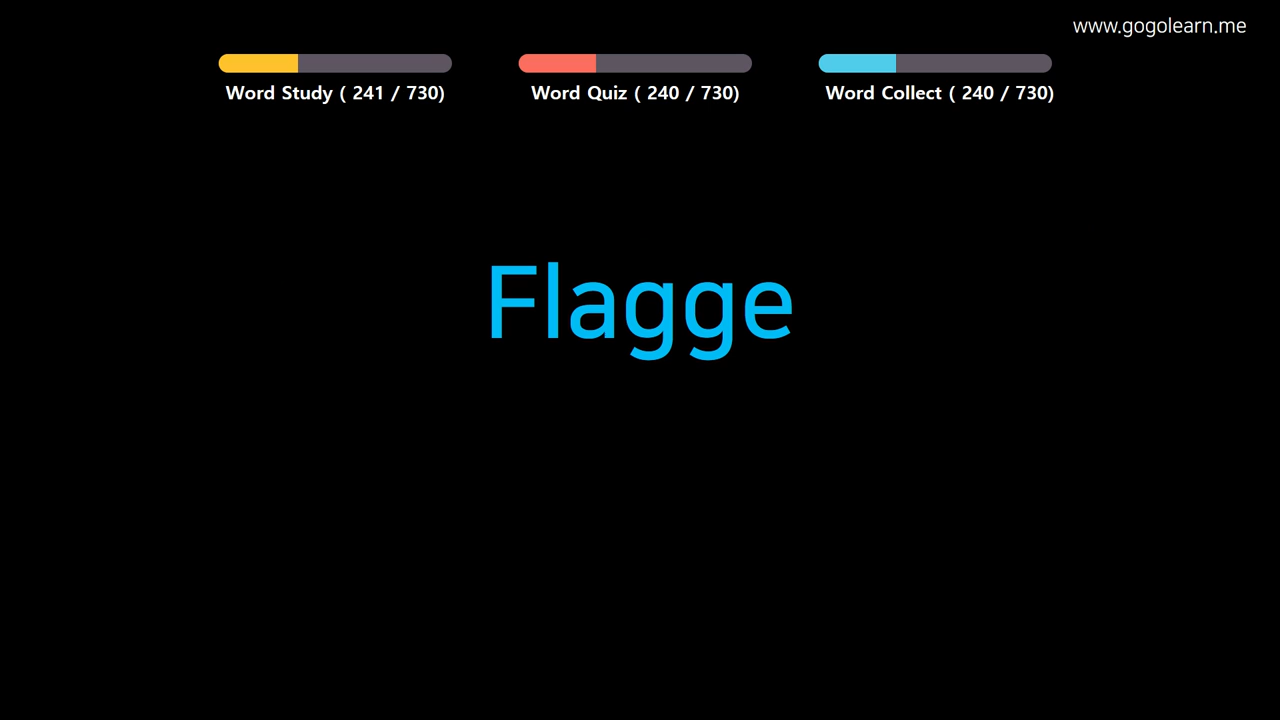 www.gogolearn.me
Word Study ( 241 / 730)
Word Quiz ( 240 / 730)
Word Collect ( 240 / 730)
Flagge